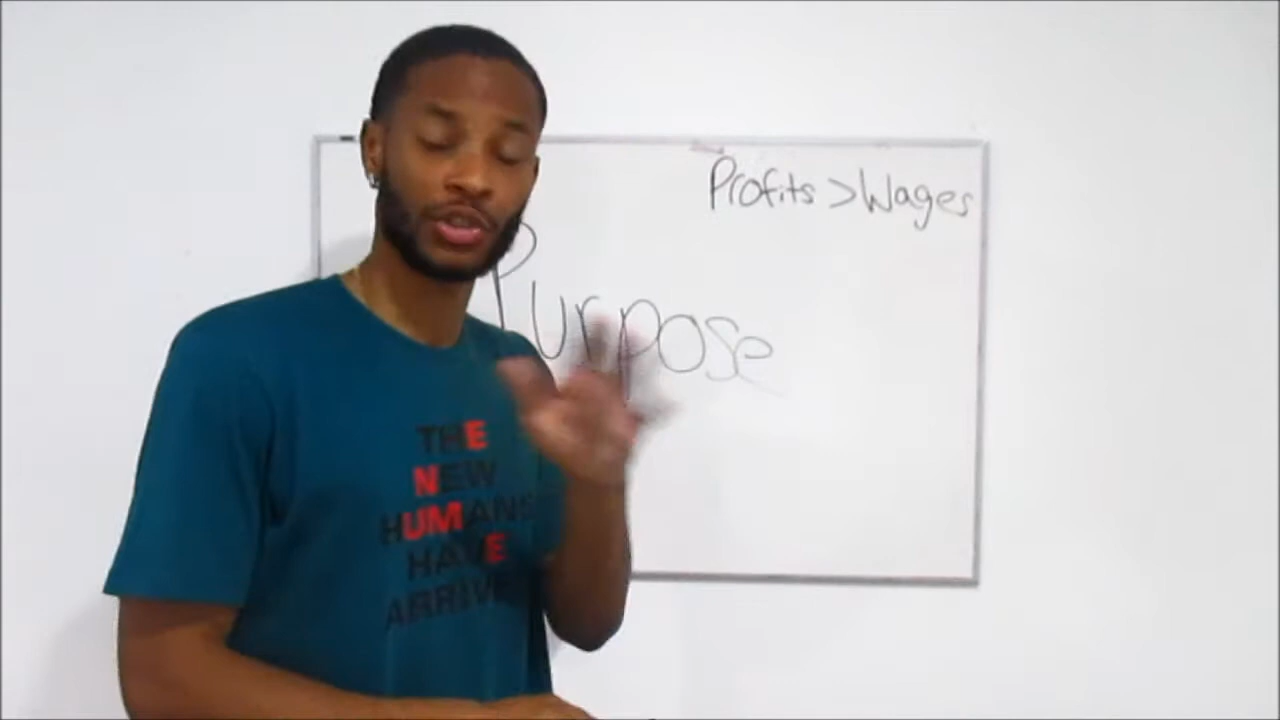 Profits > Wages
Purpose
THE
NEW
HUMANS
HAVE
ARRIVED